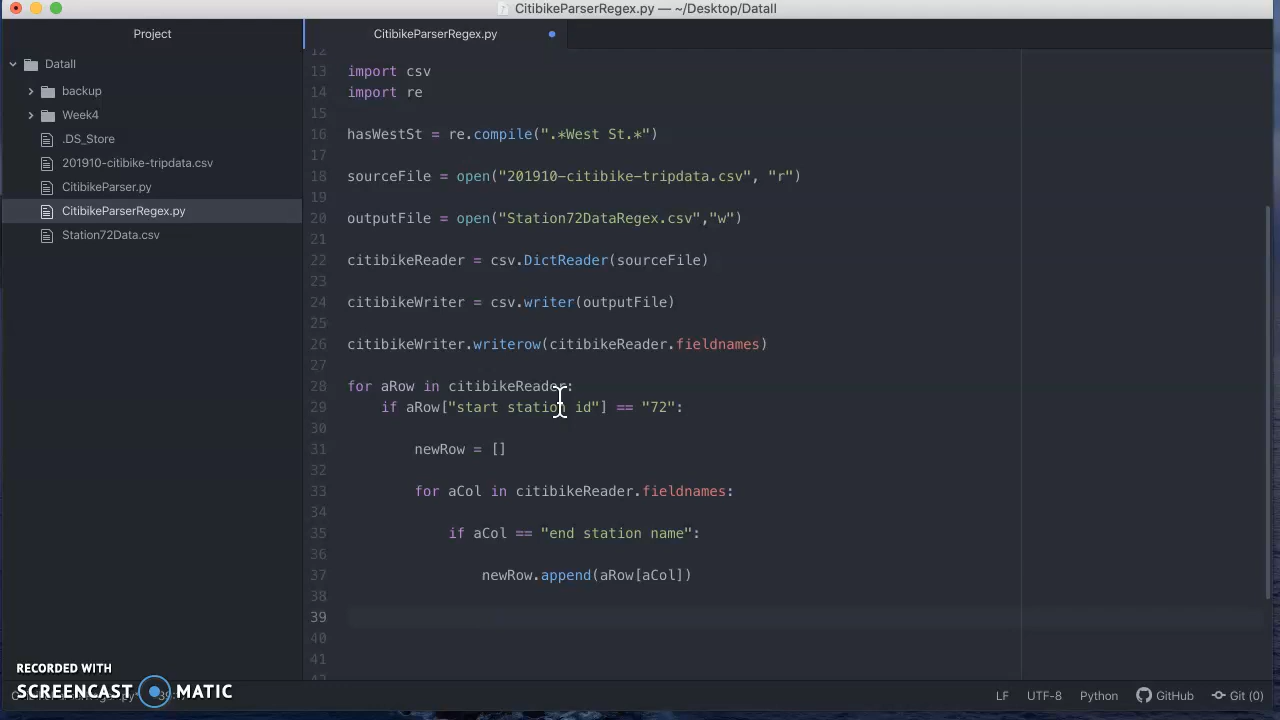 CitibikeParserRegex.py — ~/Desktop/DataII
Project
CitibikeParserRegex.py
DataII
backup
Week4
.DS_Store
201910-citibike-tripdata.csv
CitibikeParser.py
CitibikeParserRegex.py
Station72Data.csv
12
13 import csv
14 import re
15
16 hasWestSt = re.compile(".*West St.*")
17
18 sourceFile = open("201910-citibike-tripdata.csv", "r")
19
20 outputFile = open("Station72DataRegex.csv","w")
21
22 citibikeReader = csv.DictReader(sourceFile)
23
24 citibikeWriter = csv.writer(outputFile)
25
26 citibikeWriter.writerow(citibikeReader.fieldnames)
27
28 for aRow in citibikeReader:
29 if aRow["start station id"] == "72":
30
31 newRow = []
32
33 for aCol in citibikeReader.fieldnames:
34
35 if aCol == "end station name":
36
37 newRow.append(aRow[aCol])
38
39
40
41
RECORDED WITH
SCREENCAST MATIC
LF UTF-8 Python GitHub Git (0)